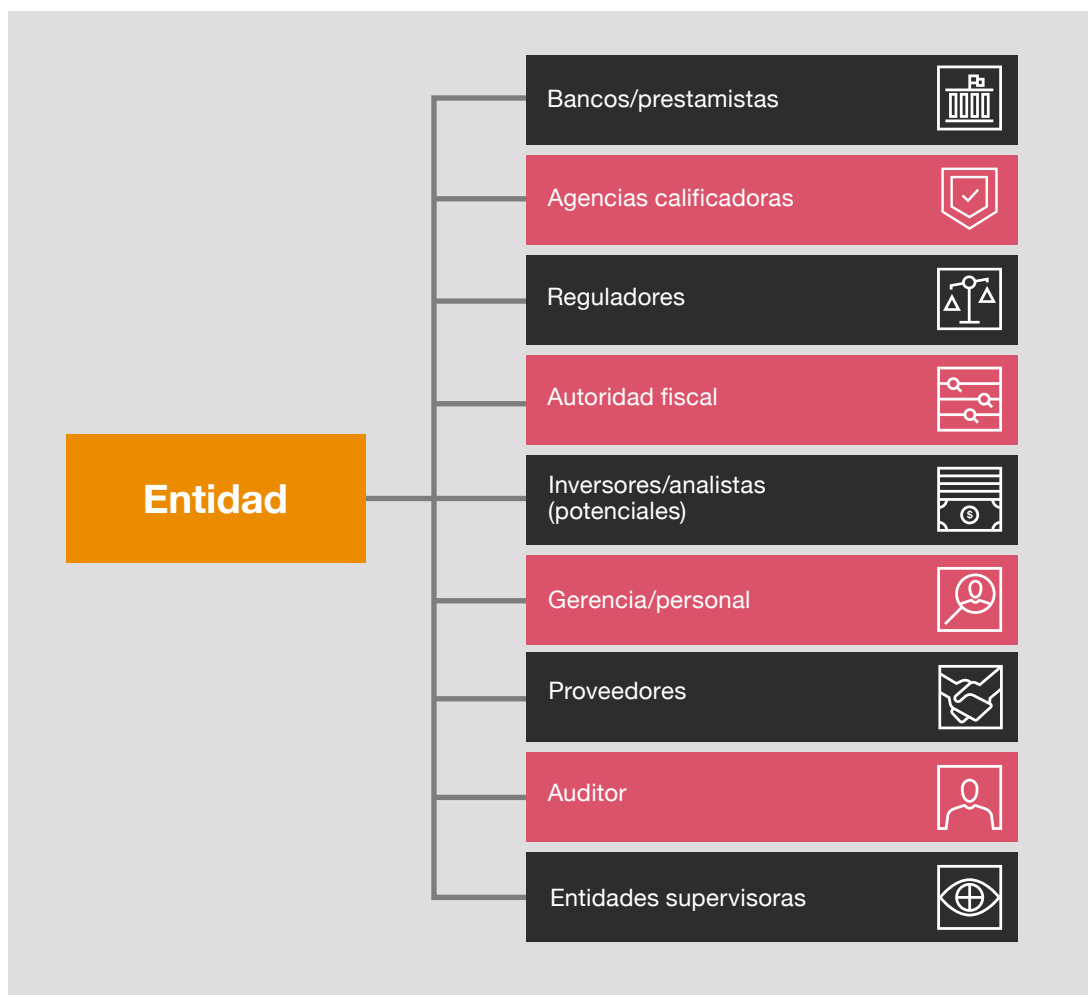 Bancos/prestamistas
Agencias calificadoras
Reguladores
Autoridad fiscal
Entidad
Inversores/analistas
(potenciales)
$
Gerencia/personal
Proveedores
Auditor
Entidades supervisoras